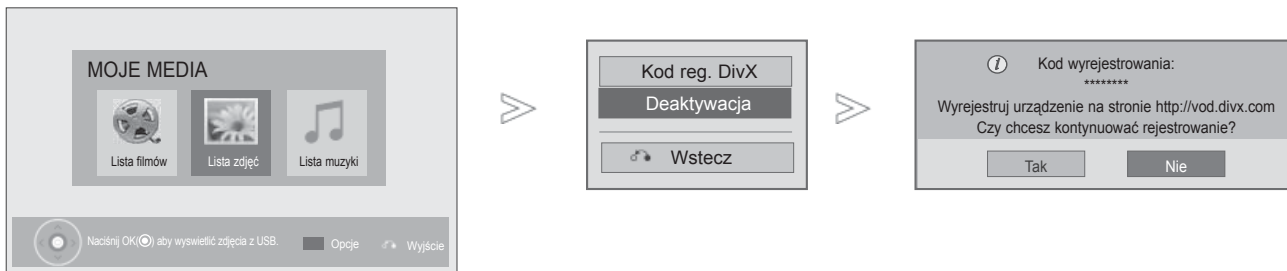 MOJE MEDIA
Lista filmów
Lista zdjęć
Lista muzyki
Naciśnij OK(◉) aby wyswietlić zdjęcia z USB.
Opcje
Wyjście
Kod reg. DivX
Deaktywacja
Wstecz
Kod wyrejestrowania:
********
Wyrejestruj urządzenie na stronie http://vod.divx.com
Czy chcesz kontynuować rejestrowanie?
Tak
Nie